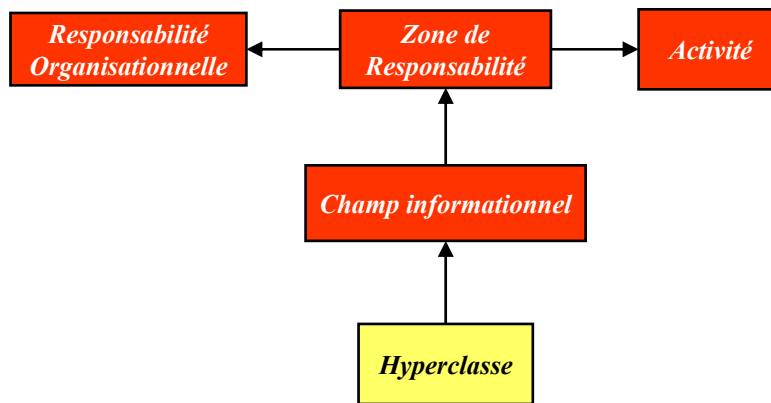 Responsabilité
Organisationnelle
Zone de
Responsabilité
Activité
Champ informationnel
Hyperclasse